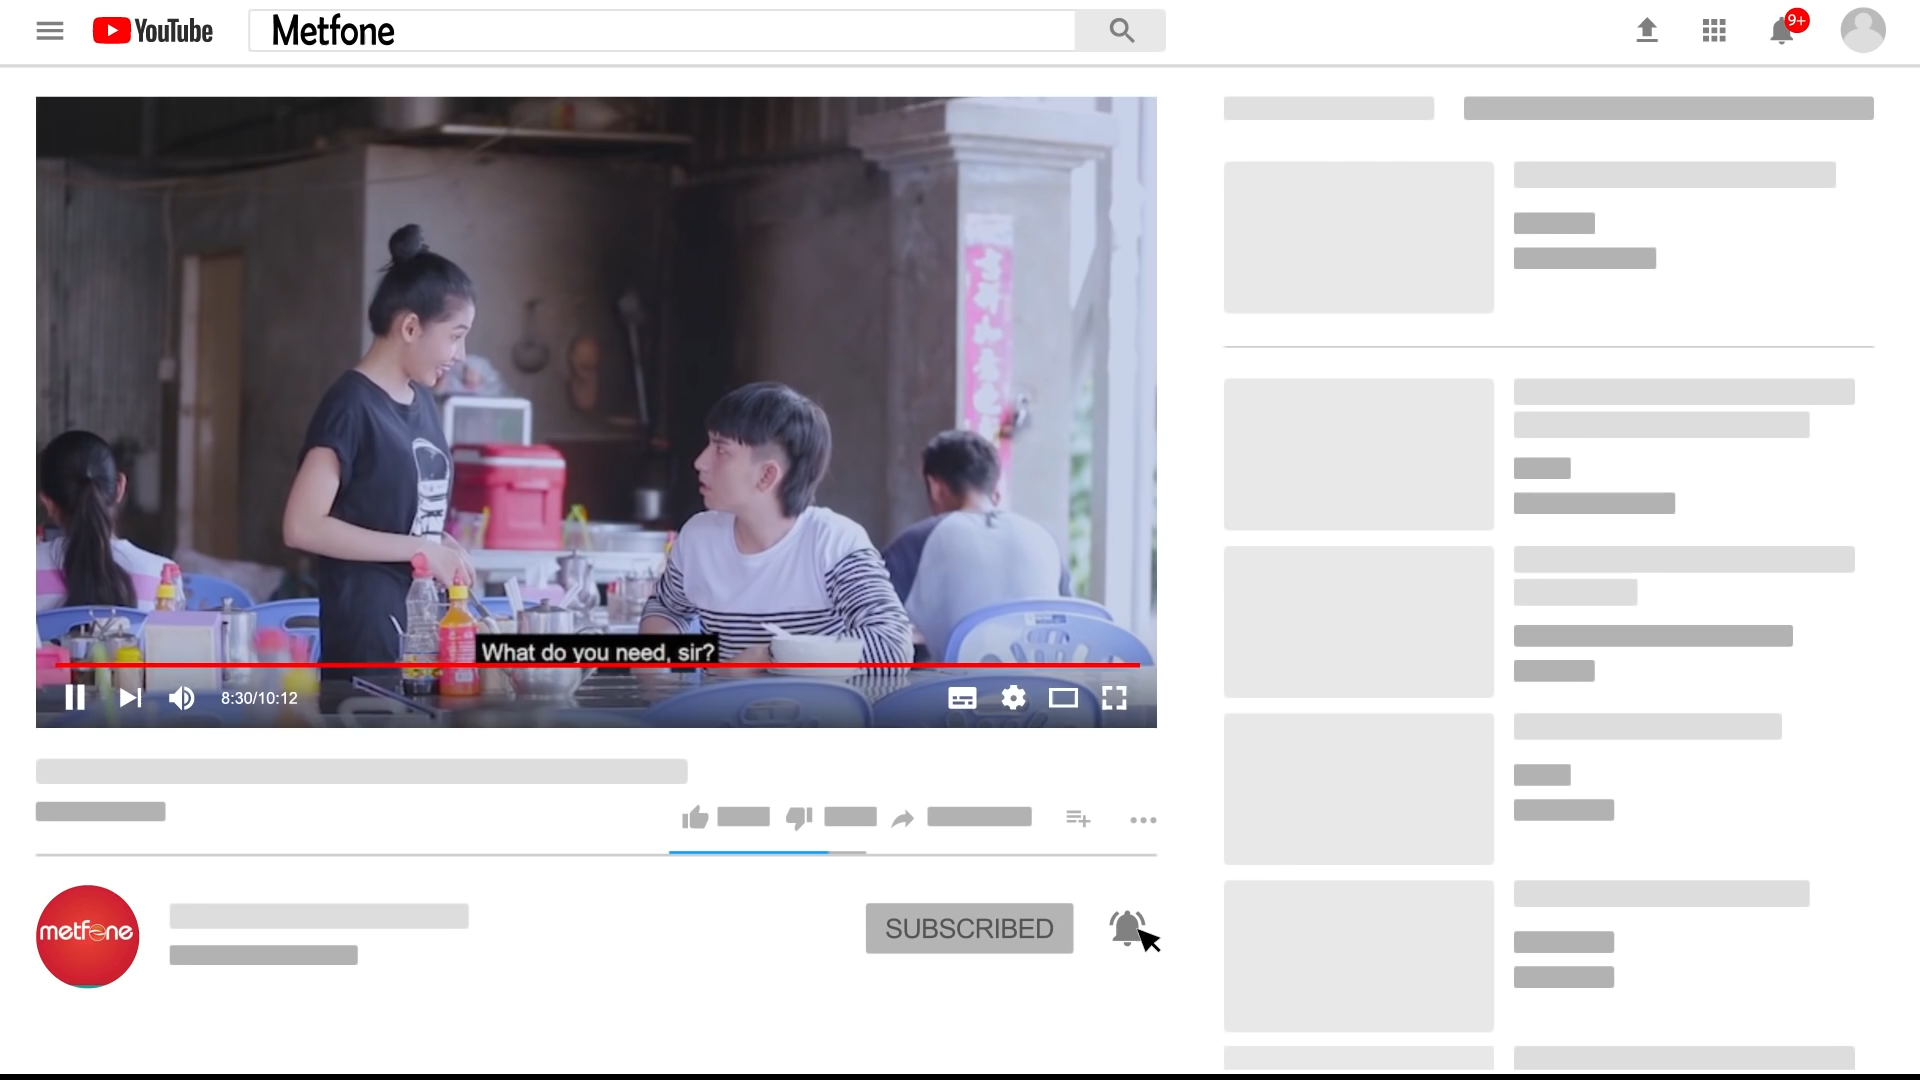 YouTube
Metfone
9+
What do you need, sir?
8:30/10:12
metfone
SUBSCRIBED